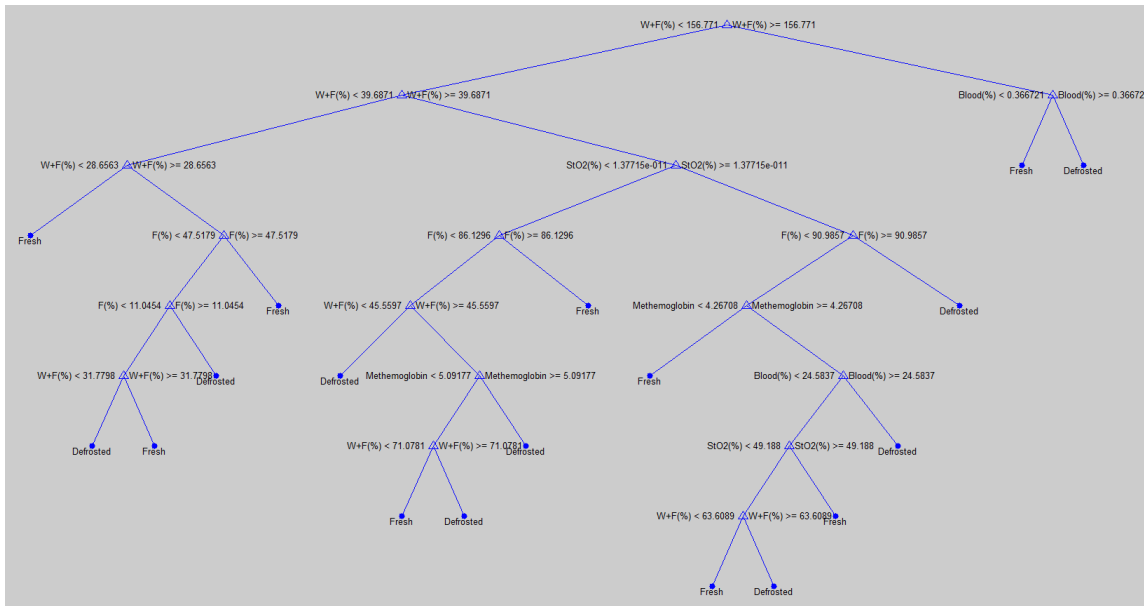 W+F(%) < 156.771 W+F(%) >= 156.771
W+F(%) < 39.6871 W+F(%) >= 39.6871
Blood(%) < 0.366721 Blood(%) >= 0.36672
W+F(%) < 28.6563 W+F(%) >= 28.6563
StO2(%) < 1.37715e-011 StO2(%) >= 1.37715e-011
Fresh
Defrosted
Fresh
F(%) < 47.5179 F(%) >= 47.5179
F(%) < 86.1296 F(%) >= 86.1296
F(%) < 90.9857 F(%) >= 90.9857
F(%) < 11.0454 F(%) >= 11.0454
Fresh
W+F(%) < 45.5597 W+F(%) >= 45.5597
Fresh
Methemoglobin < 4.26708 Methemoglobin >= 4.26708
Defrosted
W+F(%) < 31.7798 W+F(%) >= 31.7798
Defrosted
Defrosted
Methemoglobin < 5.09177 Methemoglobin >= 5.09177
Fresh
Blood(%) < 24.5837 Blood(%) >= 24.5837
Defrosted
Fresh
W+F(%) < 71.0781 W+F(%) >= 71.0781
Defrosted
StO2(%) < 49.188 StO2(%) >= 49.188
Defrosted
Fresh
Defrosted
W+F(%) < 63.6089 W+F(%) >= 63.6089
Fresh
Fresh
Defrosted